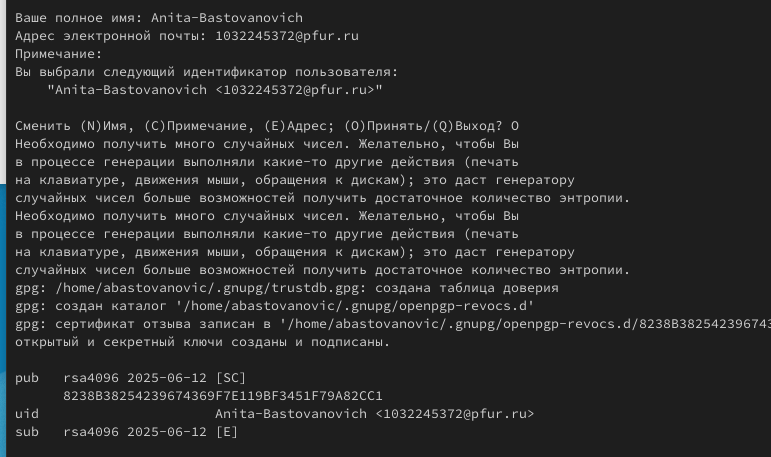 Ваше полное имя: Anita-Bastovanovich
Адрес электронной почты: 1032245372@pfur.ru
Примечание:
Вы выбрали следующий идентификатор пользователя:
    "Anita-Bastovanovich <1032245372@pfur.ru>"

Сменить (N)Имя, (C)Примечание, (E)Адрес; (O)Принять/(Q)Выход? O
Необходимо получить много случайных чисел. Желательно, чтобы Вы
в процессе генерации выполняли какие-то другие действия (печать
на клавиатуре, движения мыши, обращения к дискам); это даст генератору
случайных чисел больше возможностей получить достаточное количество энтропии.
Необходимо получить много случайных чисел. Желательно, чтобы Вы
в процессе генерации выполняли какие-то другие действия (печать
на клавиатуре, движения мыши, обращения к дискам); это даст генератору
случайных чисел больше возможностей получить достаточное количество энтропии.
gpg: /home/abastovanovic/.gnupg/trustdb.gpg: создана таблица доверия
gpg: создан каталог '/home/abastovanovic/.gnupg/openpgp-revocs.d'
gpg: сертификат отзыва записан в '/home/abastovanovic/.gnupg/openpgp-revocs.d/8238B382542396743
открытый и секретный ключи созданы и подписаны.

pub   rsa4096 2025-06-12 [SC]
      8238B38254239674369F7E119BF3451F79A82CC1
uid                      Anita-Bastovanovich <1032245372@pfur.ru>
sub   rsa4096 2025-06-12 [E]